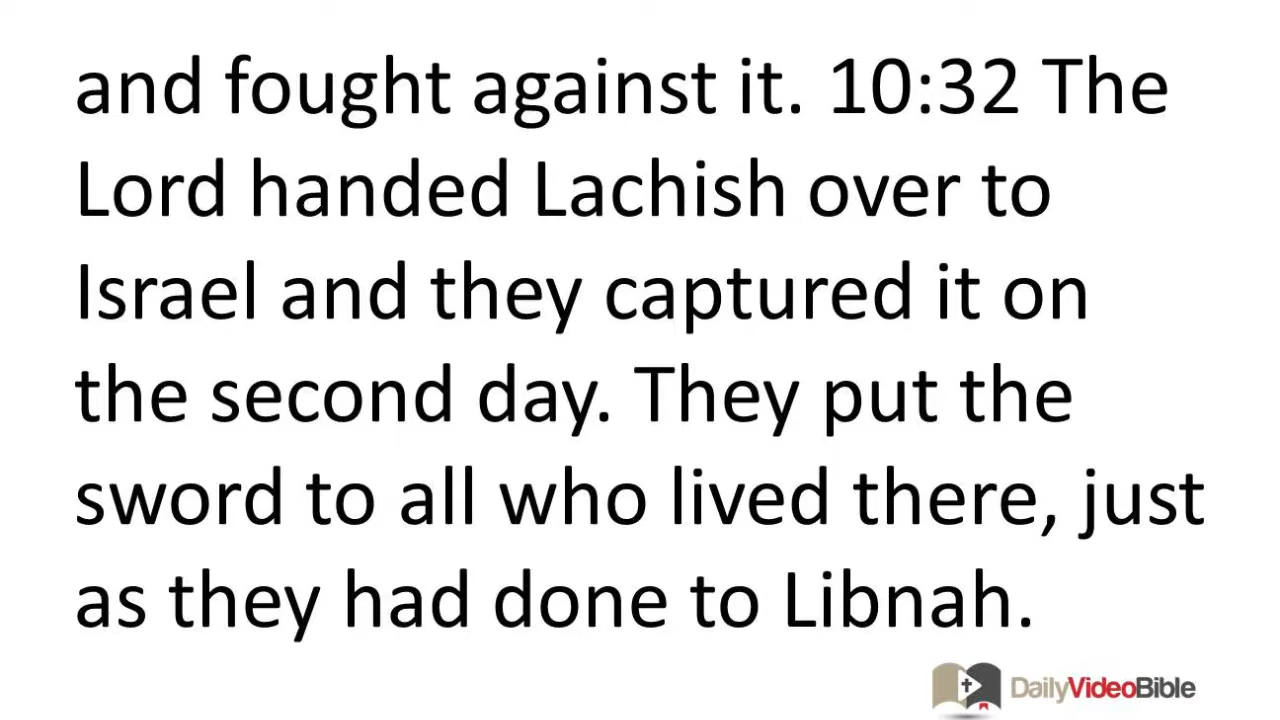 and fought against it. 10:32 The
Lord handed Lachish over to
Israel and they captured it on
the second day. They put the
sword to all who lived there, just
as they had done to Libnah.
DailyVideoBible